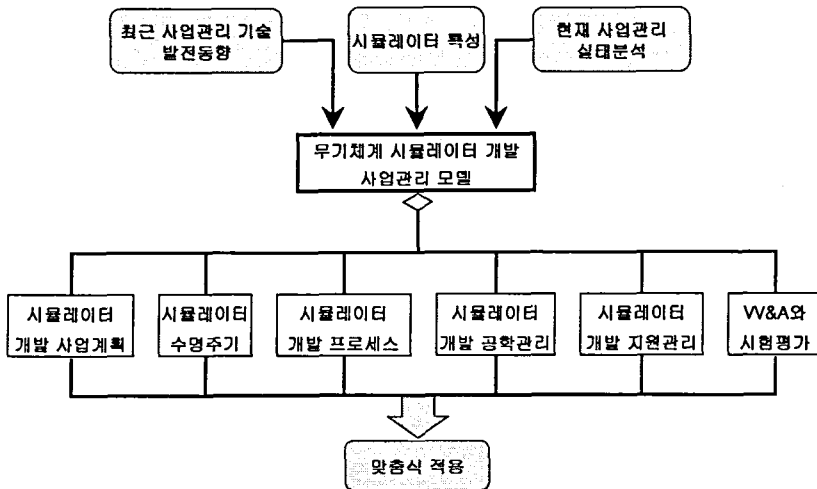 최근 사업관리 기술
발전동향
시뮬레이터 특성
현재 사업관리
실태분석
무기체계 시뮬레이터 개발
사업관리 모델
시뮬레이터
개발 사업계획
시뮬레이터
수명주기
시뮬레이터
개발 프로세스
시뮬레이터
개발 공학관리
시뮬레이터
개발 지원관리
VV&A와
시험평가
맞춤식 적용